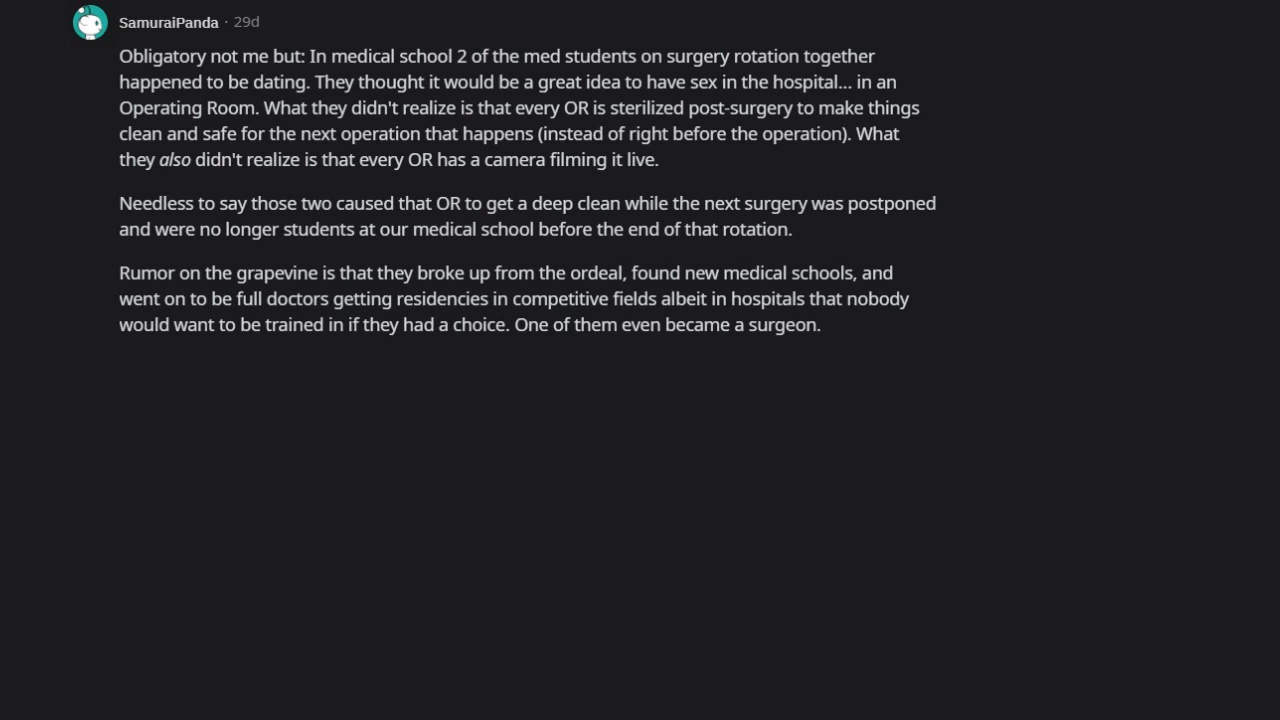 SamuraiPanda · 29d
Obligatory not me but: In medical school 2 of the med students on surgery rotation together
happened to be dating. They thought it would be a great idea to have sex in the hospital... in an
Operating Room. What they didn't realize is that every OR is sterilized post-surgery to make things
clean and safe for the next operation that happens (instead of right before the operation). What
they also didn't realize is that every OR has a camera filming it live.
Needless to say those two caused that OR to get a deep clean while the next surgery was postponed
and were no longer students at our medical school before the end of that rotation.
Rumor on the grapevine is that they broke up from the ordeal, found new medical schools, and
went on to be full doctors getting residencies in competitive fields albeit in hospitals that nobody
would want to be trained in if they had a choice. One of them even became a surgeon.